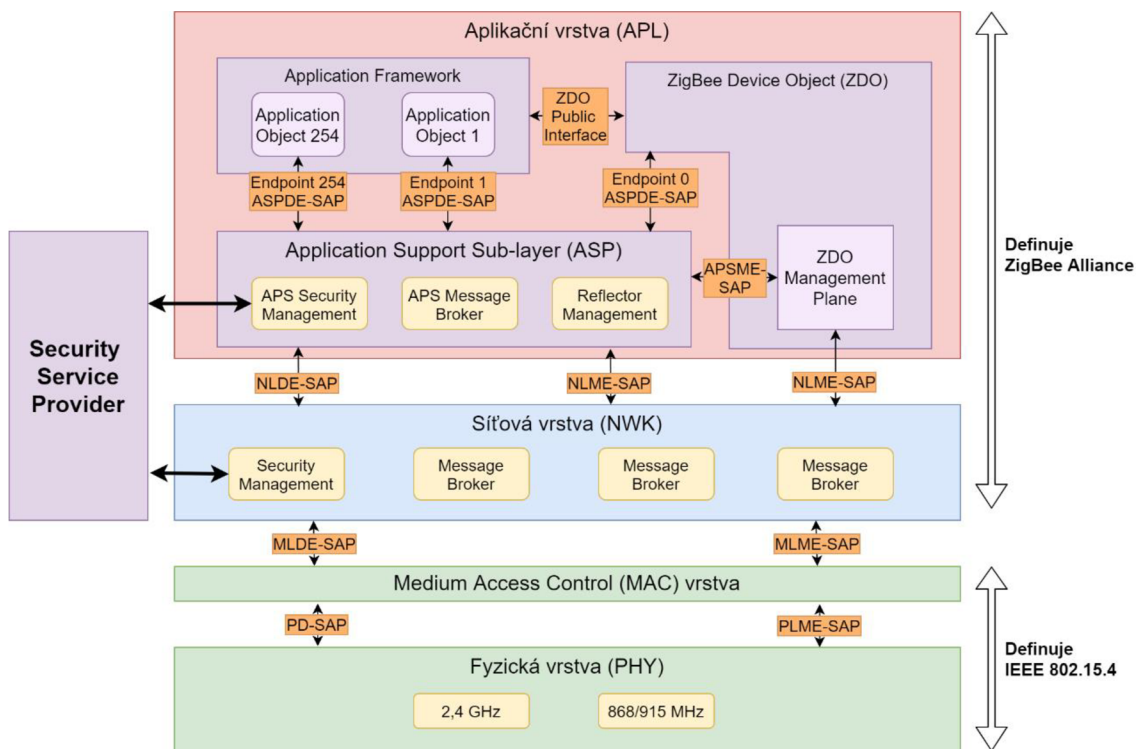 Aplikační vrstva (APL)
Application Framework
Application
Object 254
Application
Object 1
ZDO
Public
Interface
ZigBee Device Object (ZDO)
Endpoint 254
ASPDE-SAP
Endpoint 1
ASPDE-SAP
Endpoint 0
ASPDE-SAP
Application Support Sub-layer (ASP)
APS Security
Management
APS Message
Broker
Reflector
Management
APSME-
SAP
ZDO
Management
Plane
Definuje
ZigBee Alliance
Security
Service
Provider
NLDE-SAP
NLME-SAP
NLME-SAP
Síťová vrstva (NWK)
Security
Management
Message
Broker
Message
Broker
Message
Broker
MLDE-SAP
MLME-SAP
Medium Access Control (MAC) vrstva
PD-SAP
PLME-SAP
Definuje
IEEE 802.15.4
Fyzická vrstva (PHY)
2,4 GHz
868/915 MHz